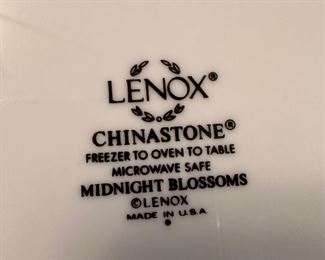 LENOX®
CHINASTONE®
FREEZER TO OVEN TO TABLE
MICROWAVE SAFE
MIDNIGHT BLOSSOMS
©LENOX
MADE IN U.S.A.